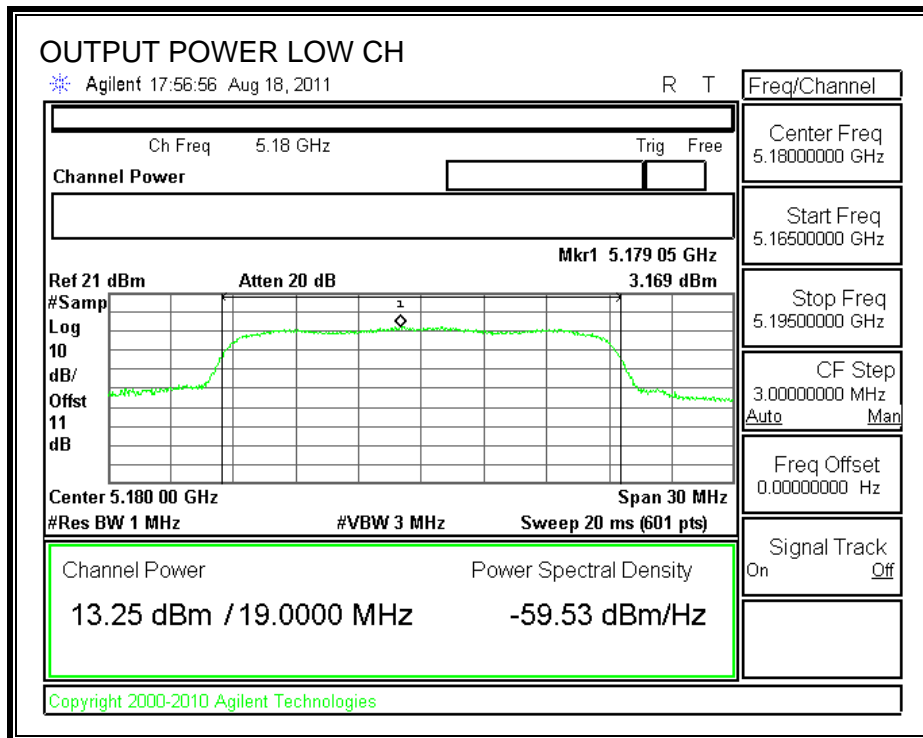 OUTPUT POWER LOW CH
Agilent 17:56:56 Aug 18, 2011 R T
Freq/Channel
Ch Freq 5.18 GHz Trig Free
Channel Power
Mkr1 5.179 05 GHz
Ref 21 dBm Atten 20 dB 3.169 dBm
#Samp
Log
10
dB/
Offst
11
dB
1
Center 5.180 00 GHz Span 30 MHz
#Res BW 1 MHz #VBW 3 MHz Sweep 20 ms (601 pts)
Channel Power Power Spectral Density
13.25 dBm / 19.0000 MHz -59.53 dBm/Hz
Center Freq
5.18000000 GHz
Start Freq
5.16500000 GHz
Stop Freq
5.19500000 GHz
CF Step
3.00000000 MHz
Auto Man
Freq Offset
0.00000000 Hz
Signal Track
On Off
Copyright 2000-2010 Agilent Technologies